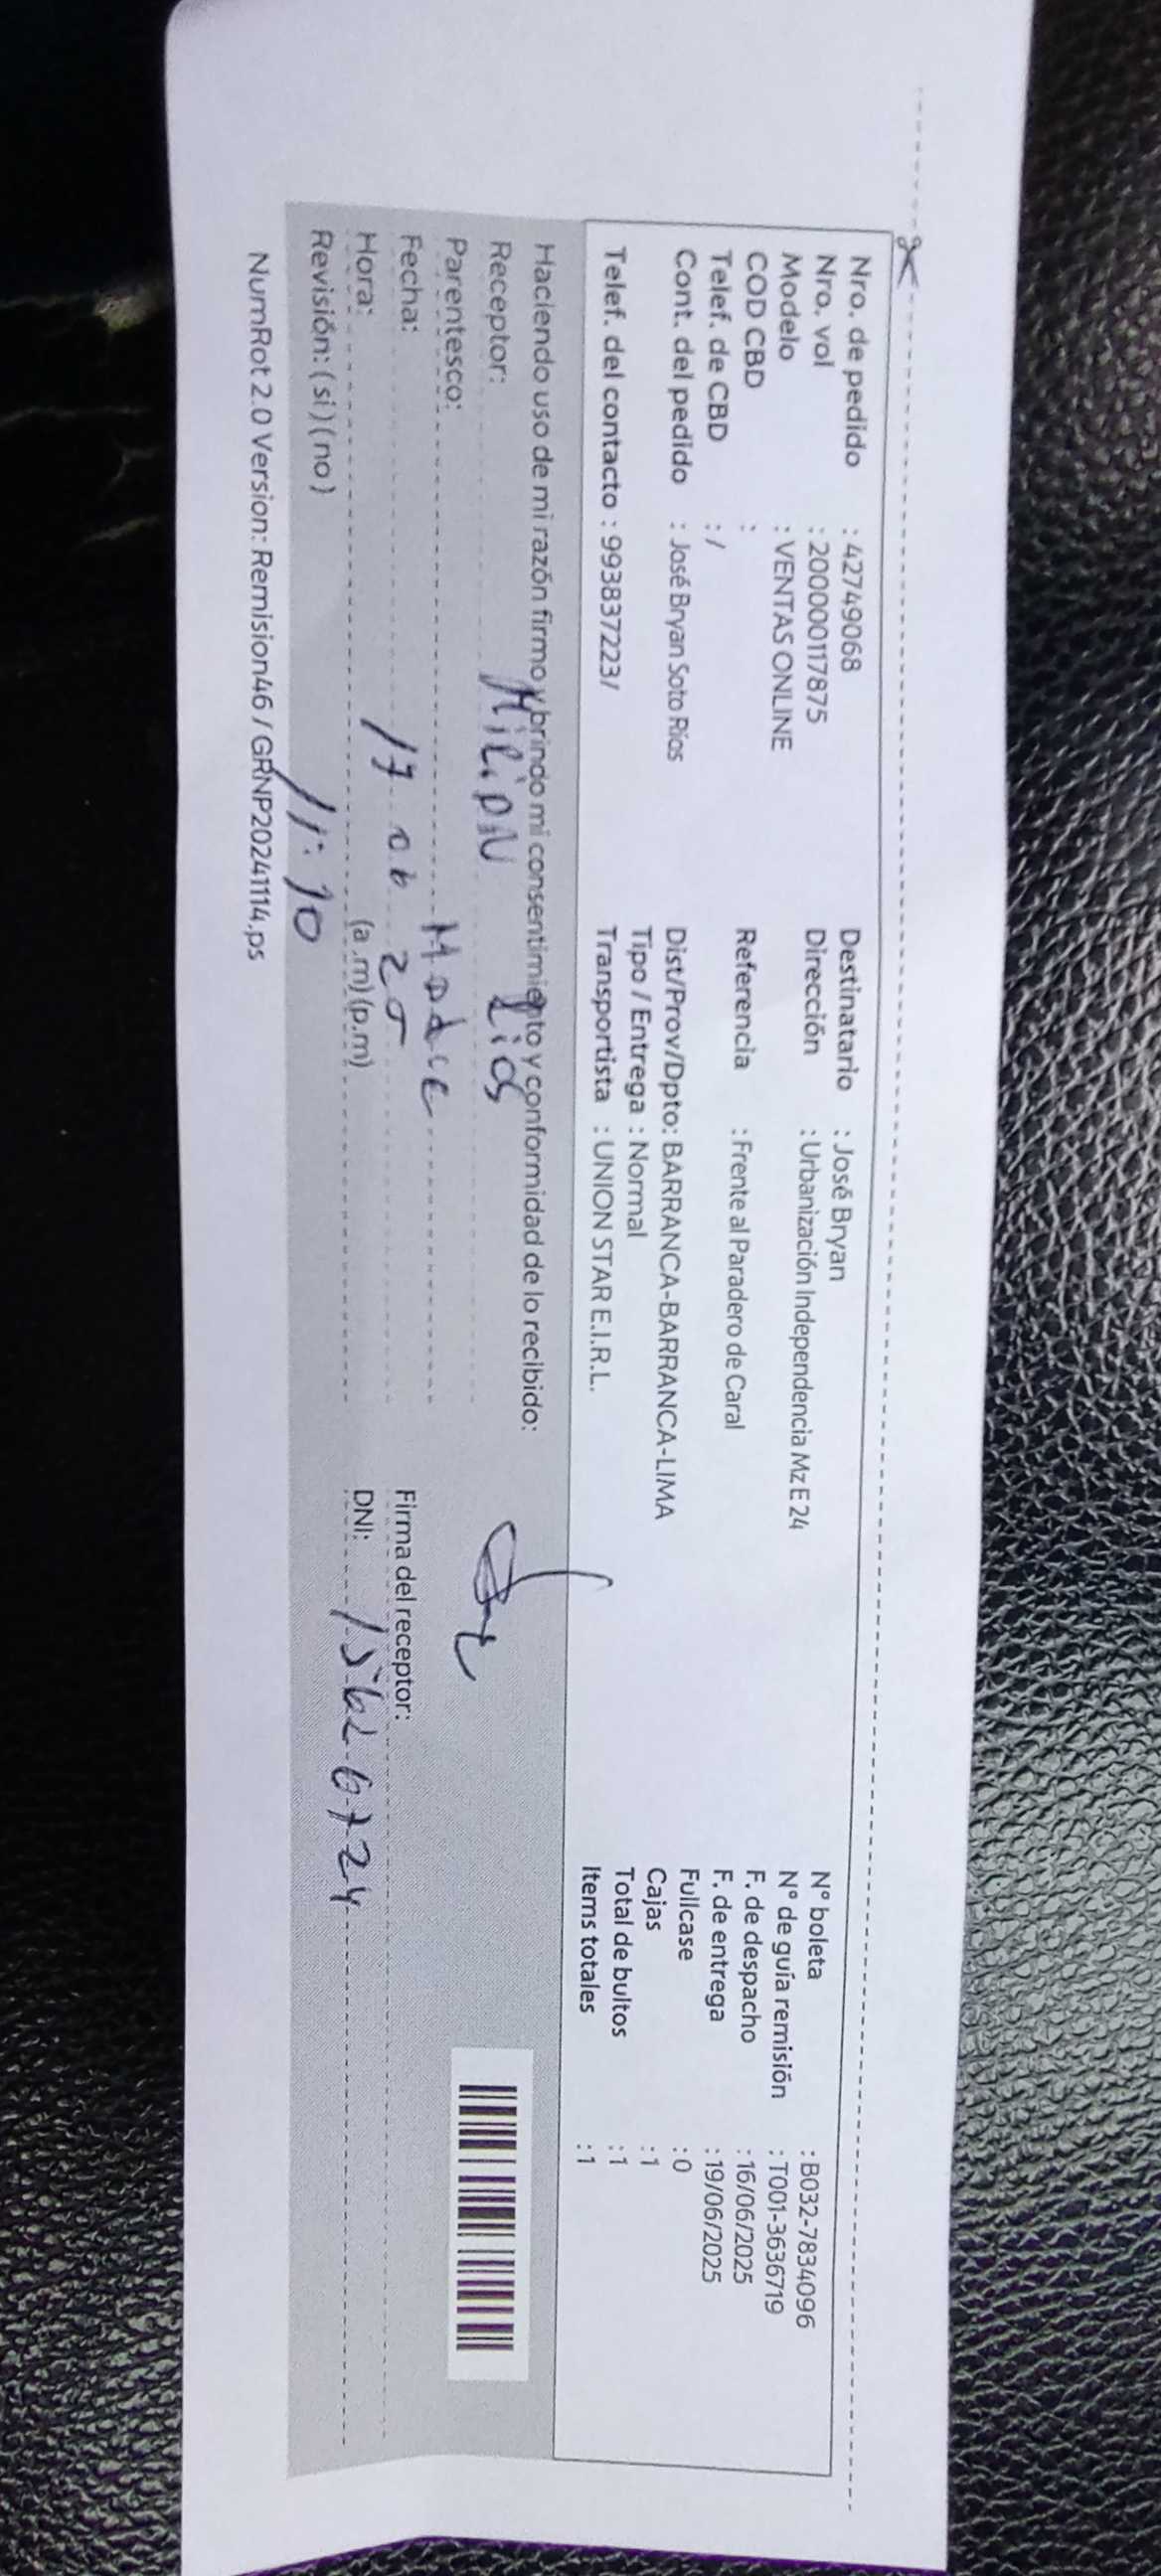 Nro. de pedido : 42749068
Nro. vol : 200000117875
Modelo : VENTAS ONLINE
COD CBD :
Telef. de CBD : /
Cont. del pedido : José Bryan Soto Rios
Telef. del contacto : 993837223/
Destinatario : José Bryan
Dirección : Urbanización Independencia Mz E 24
Referencia : Frente al Paradero de Caral
Dist/Prov/Dpto: BARRANCA-BARRANCA-LIMA
Tipo / Entrega : Normal
Transportista : UNION STAR E.I.R.L.
N° boleta : B032-7834096
N° de guía remisión : T001-3636719
F. de despacho : 16/06/2025
F. de entrega : 19/06/2025
Fullcase : 0
Cajas : 1
Total de bultos : 1
Items totales : 1
Haciendo uso de mi razón firmo y brindo mi consentimiento y conformidad de lo recibido:
Receptor: Rios
Parentesco: Madre
Fecha: 17 06 25
Hora: 11:10 (a.m) (p.m)
Revisión: (si) (no)
Firma del receptor:
DNI: 15626724
NumRot 2.0 Version: Remision46 / GRNP20241114.ps